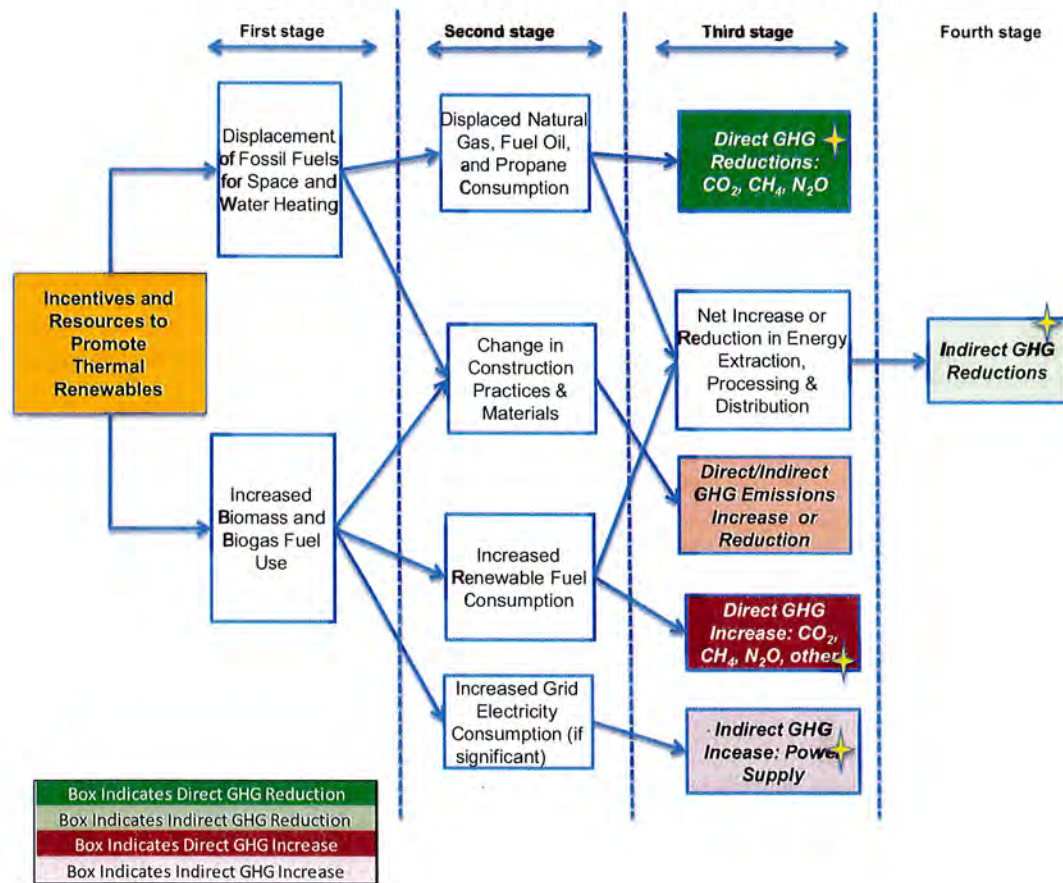 First stage
Second stage
Third stage
Fourth stage
Displacement
of Fossil Fuels
for Space and
Water Heating
Displaced Natural
Gas, Fuel Oil,
and Propane
Consumption
Direct GHG
Reductions:
CO₂, CH₄, N₂O
Incentives and
Resources to
Promote
Thermal
Renewables
Change in
Construction
Practices &
Materials
Net Increase or
Reduction in Energy
Extraction,
Processing &
Distribution
Indirect GHG
Reductions
Increased
Biomass and
Biogas Fuel
Use
Increased
Renewable Fuel
Consumption
Direct/Indirect
GHG Emissions
Increase or
Reduction
Direct GHG
Increase: CO₂,
CH₄, N₂O, other
Increased Grid
Electricity
Consumption (if
significant)
Indirect GHG
Incease: Power
Supply
Box Indicates Direct GHG Reduction
Box Indicates Indirect GHG Reduction
Box Indicates Direct GHG Increase
Box Indicates Indirect GHG Increase